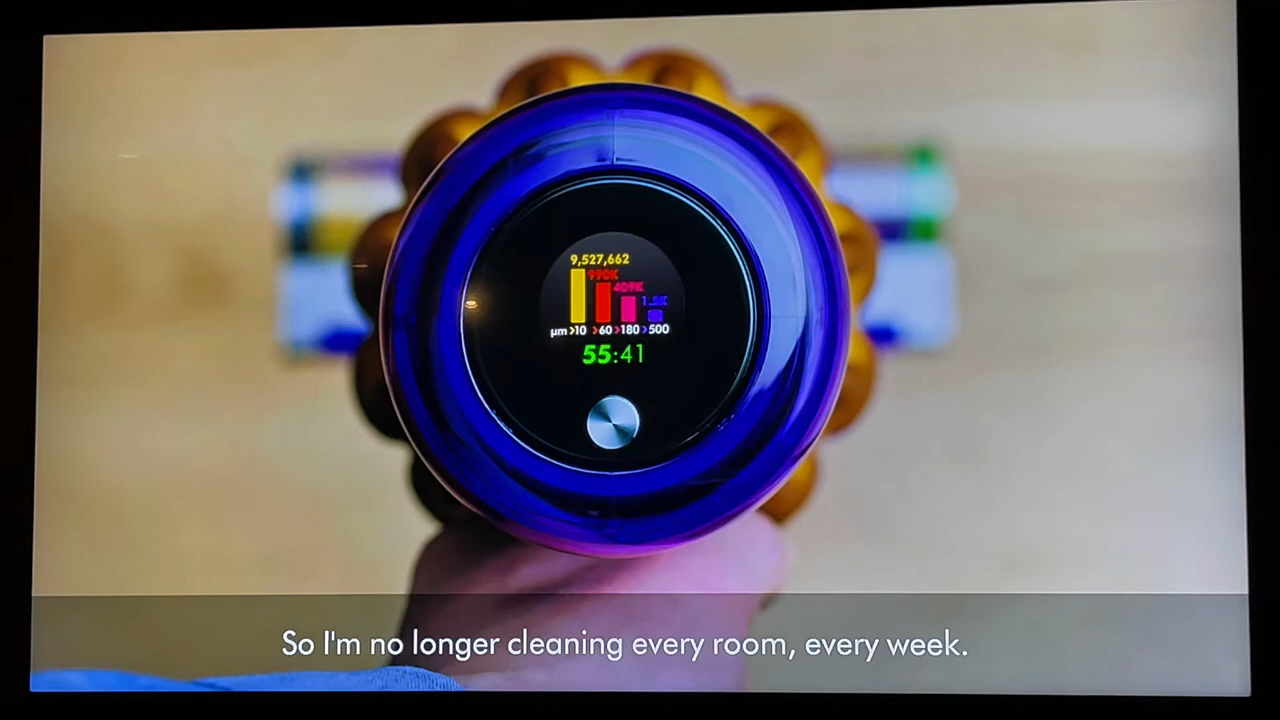 9,527,662
990K
409K
1.5K
µm >10 >60 >180 >500
55:41
So I'm no longer cleaning every room, every week.